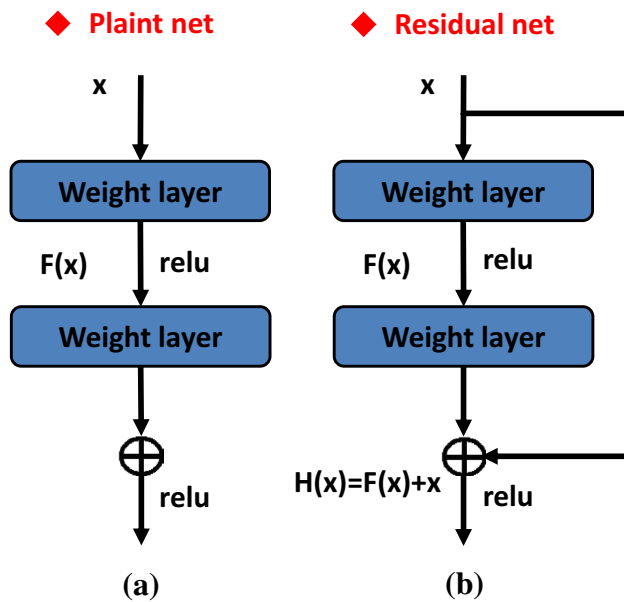 Plaint net
x
Weight layer
F(x) relu
Weight layer
relu
(a)
Residual net
x
Weight layer
F(x) relu
Weight layer
H(x)=F(x)+x relu
(b)